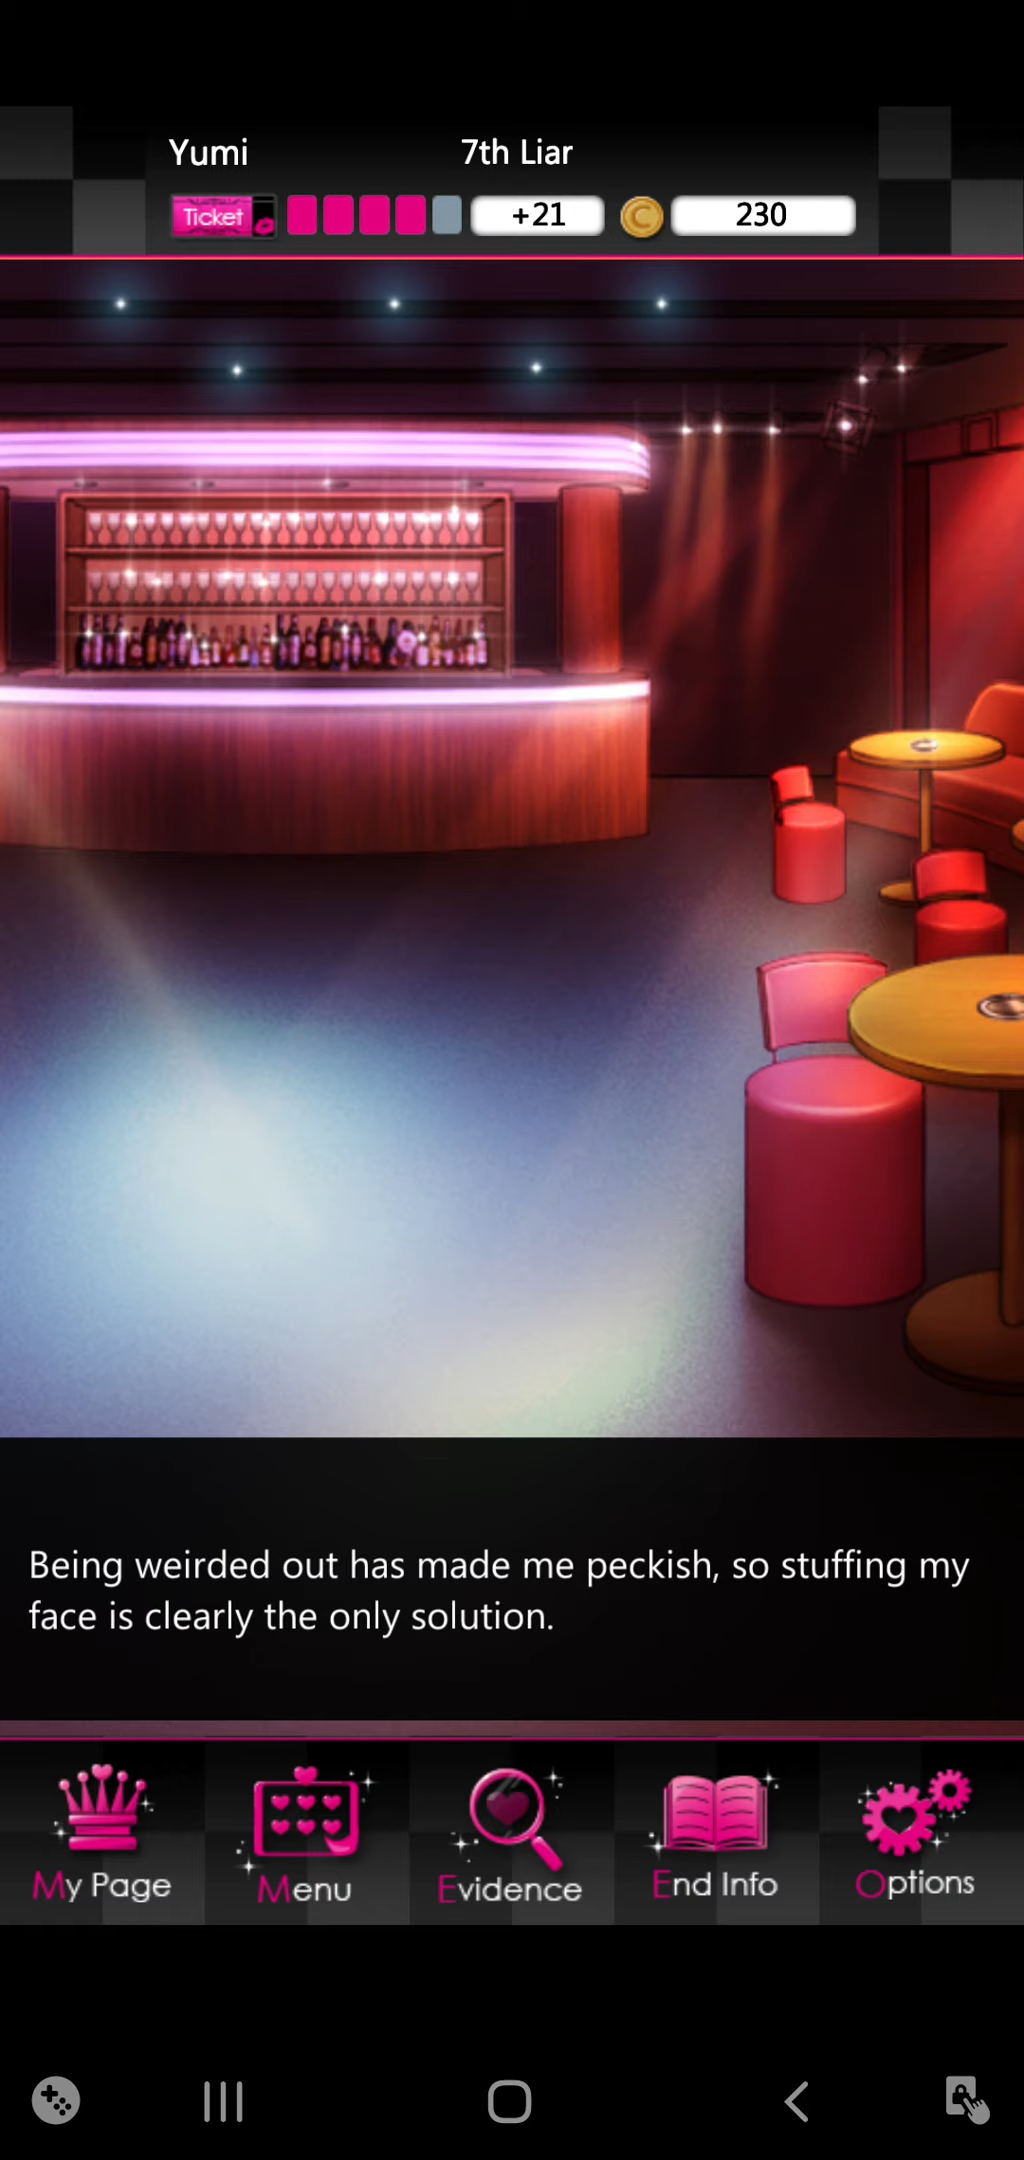 Yumi
7th Liar
Ticket
+21
C
230
Being weirded out has made me peckish, so stuffing my
face is clearly the only solution.
My Page
Menu
Evidence
End Info
Options